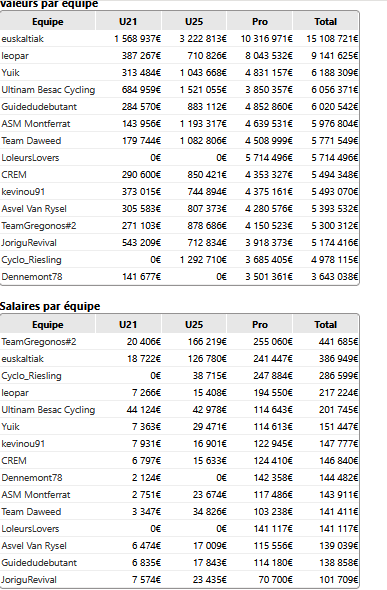 Valeurs par équipe
Equipe U21 U25 Pro Total
euskaltiak 1 568 937€ 3 222 813€ 10 316 971€ 15 108 721€
leopar 387 267€ 710 826€ 8 043 532€ 9 141 625€
Yuik 313 484€ 1 043 668€ 4 831 157€ 6 188 309€
Ultinam Besac Cycling 684 959€ 1 521 055€ 3 850 357€ 6 056 371€
Guidedudebutant 284 570€ 883 112€ 4 852 860€ 6 020 542€
ASM Montferrat 143 956€ 1 193 317€ 4 639 531€ 5 976 804€
Team Daweed 179 744€ 1 082 806€ 4 508 999€ 5 771 549€
LoleursLovers 0€ 0€ 5 714 496€ 5 714 496€
CREM 290 600€ 850 421€ 4 353 327€ 5 494 348€
kevinou91 373 015€ 744 894€ 4 375 161€ 5 493 070€
Asvel Van Rysel 305 583€ 807 373€ 4 280 576€ 5 393 532€
TeamGregonos#2 271 103€ 878 686€ 4 150 523€ 5 300 312€
JoriguRevival 543 209€ 712 834€ 3 918 373€ 5 174 416€
Cyclo_Riesling 0€ 1 292 710€ 3 685 405€ 4 978 115€
Dennemont78 141 677€ 0€ 3 501 361€ 3 643 038€
Salaires par équipe
Equipe U21 U25 Pro Total
TeamGregonos#2 20 406€ 166 219€ 255 060€ 441 685€
euskaltiak 18 722€ 126 780€ 241 447€ 386 949€
Cyclo_Riesling 0€ 38 715€ 247 884€ 286 599€
leopar 7 266€ 15 408€ 194 550€ 217 224€
Ultinam Besac Cycling 44 124€ 42 978€ 114 643€ 201 745€
Yuik 7 363€ 29 471€ 114 613€ 151 447€
kevinou91 7 931€ 16 901€ 122 945€ 147 777€
CREM 6 797€ 15 633€ 124 410€ 146 840€
Dennemont78 2 124€ 0€ 142 358€ 144 482€
ASM Montferrat 2 751€ 23 674€ 117 486€ 143 911€
Team Daweed 3 347€ 34 826€ 103 238€ 141 411€
LoleursLovers 0€ 0€ 141 117€ 141 117€
Asvel Van Rysel 6 474€ 17 009€ 115 556€ 139 039€
Guidedudebutant 6 835€ 17 843€ 114 180€ 138 858€
JoriguRevival 7 574€ 23 435€ 70 700€ 101 709€